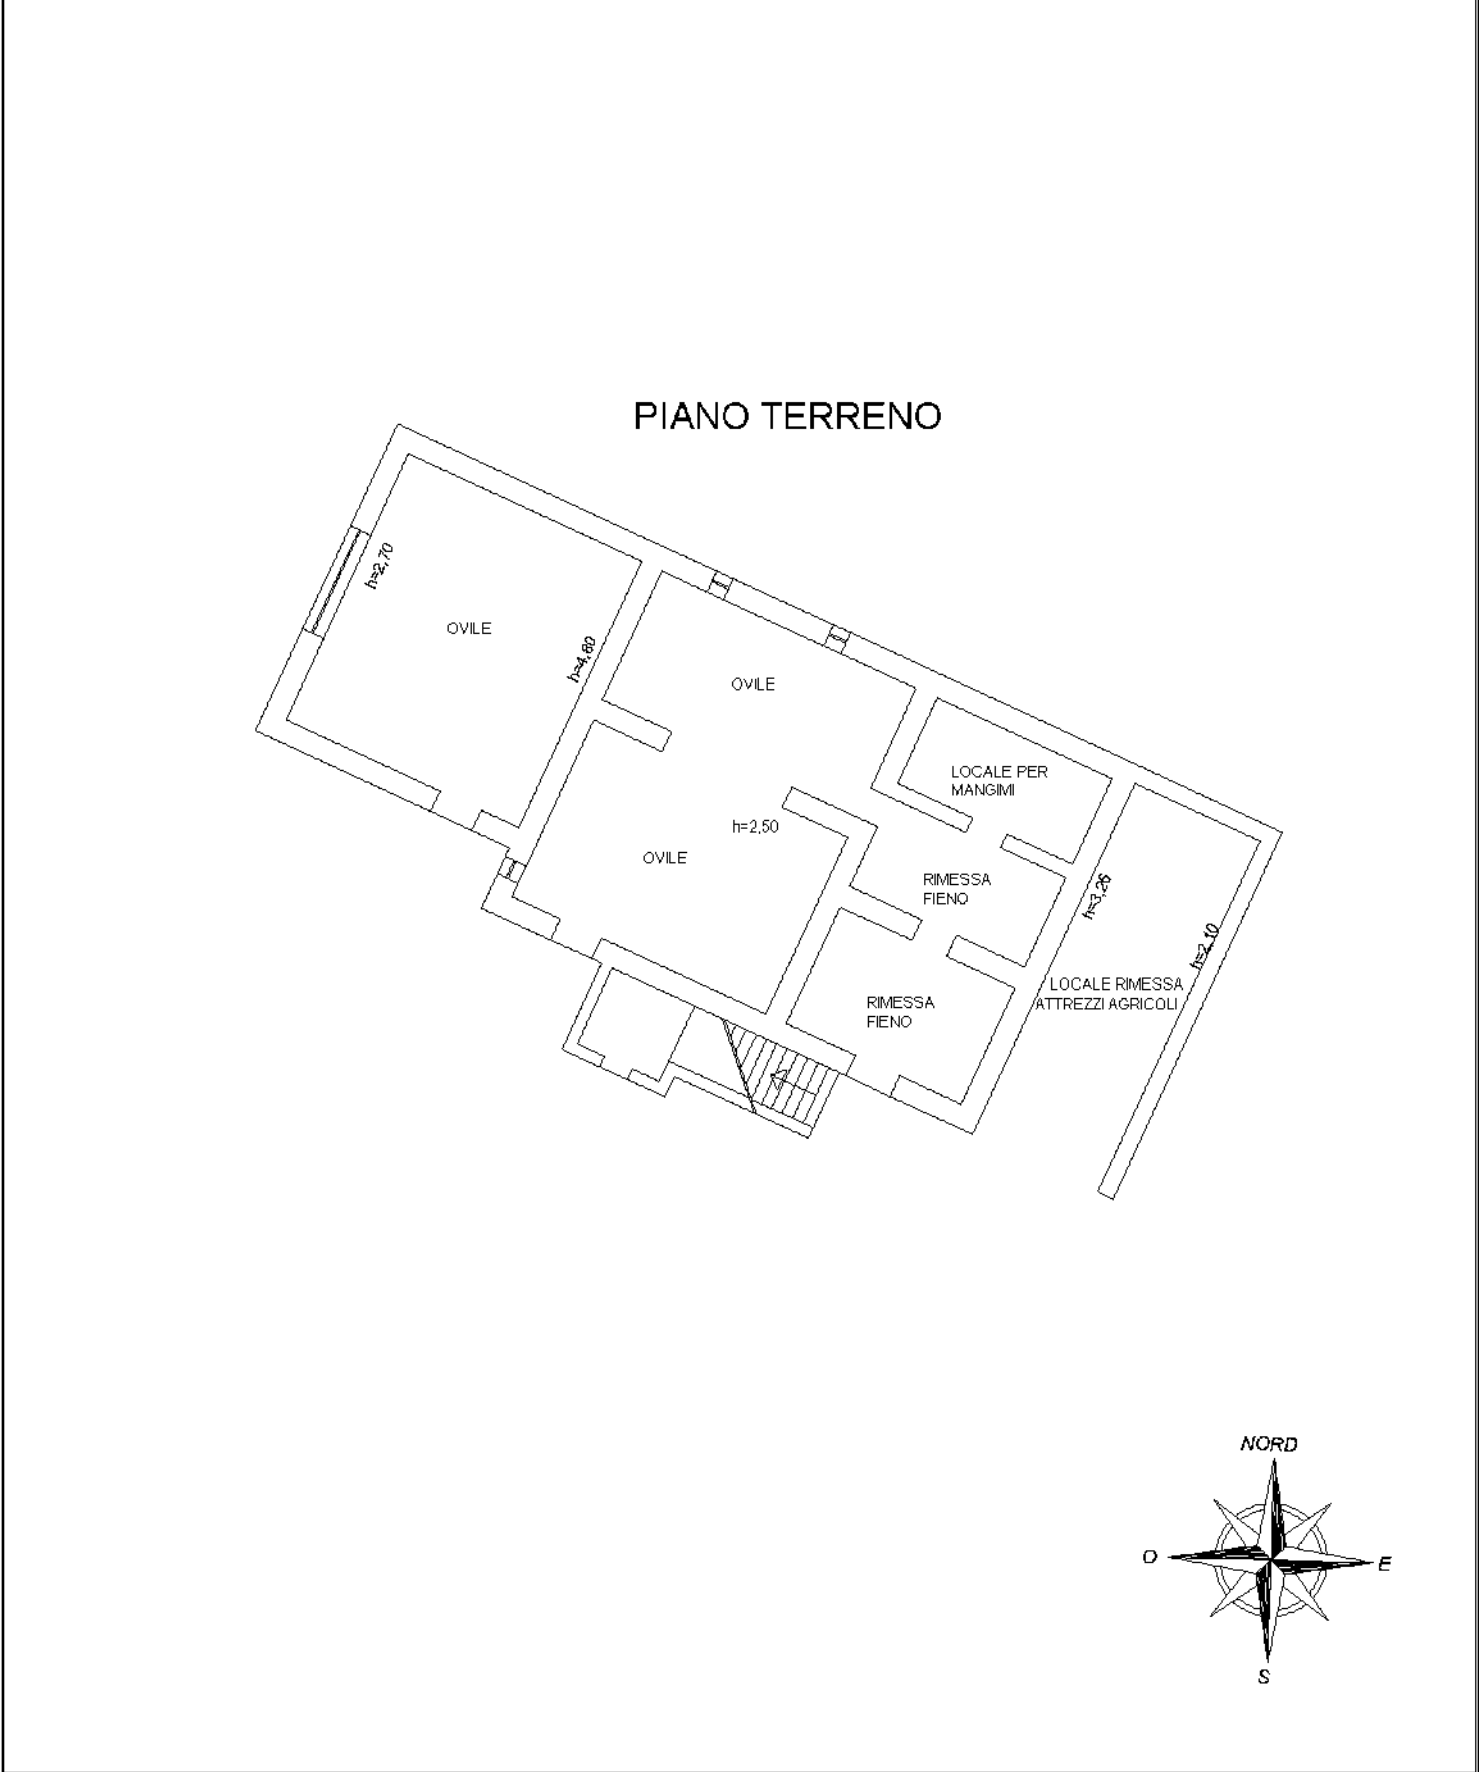 PIANO TERRENO
h=2,70
OVILE
h=4,80
OVILE
LOCALE PER
MANGIMI
h=2,50
OVILE
RIMESSA
FIENO
h=3,26
h=2,10
LOCALE RIMESSA
ATTREZZI AGRICOLI
RIMESSA
FIENO
NORD
O
E
S